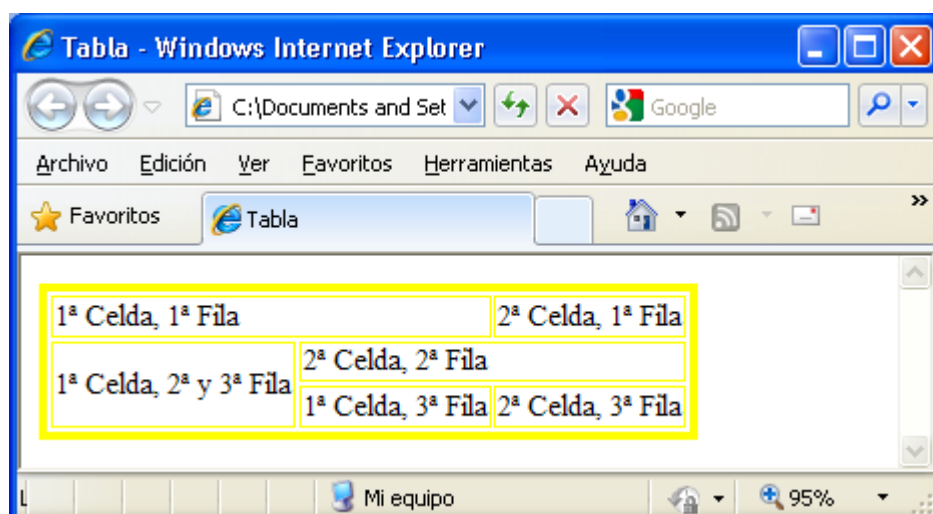 Tabla - Windows Internet Explorer
C:\Documents and Set Google
Archivo Edición Ver Favoritos Herramientas Ayuda
Favoritos Tabla »
1ª Celda, 1ª Fila 2ª Celda, 1ª Fila
2ª Celda, 2ª Fila
1ª Celda, 2ª y 3ª Fila
1ª Celda, 3ª Fila 2ª Celda, 3ª Fila
L Mi equipo 95%